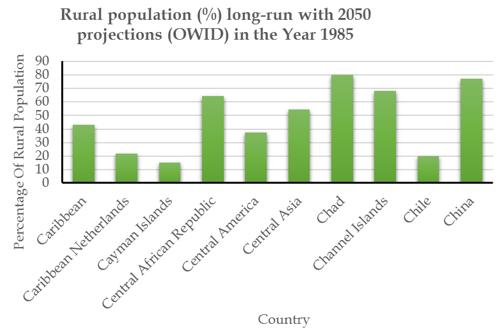 Rural population (%) long-run with 2050
projections (OWID) in the Year 1985
Percentage Of Rural Population
90
80
70
60
50
40
30
20
10
0
Caribbean
Caribbean Netherlands
Cayman Islands
Central African Republic
Central America
Central Asia
Chad
Channel Islands
Chile
China
Country